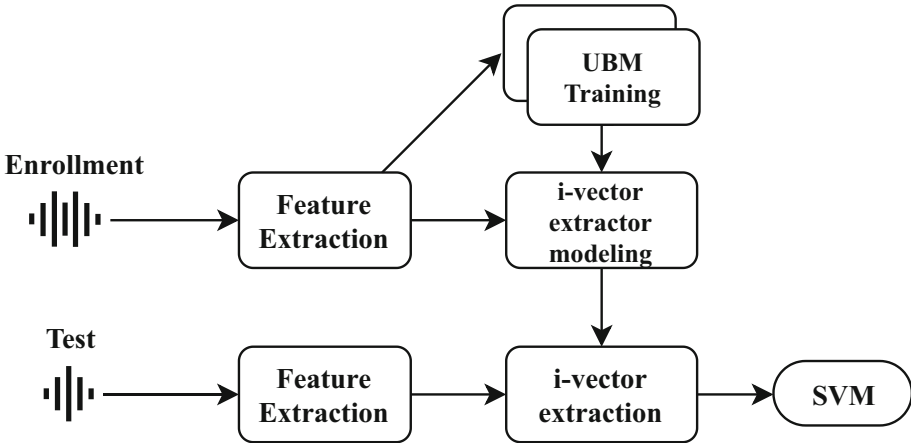 UBM
Training
Enrollment
Feature
Extraction
i-vector
extractor
modeling
Test
Feature
Extraction
i-vector
extraction
SVM